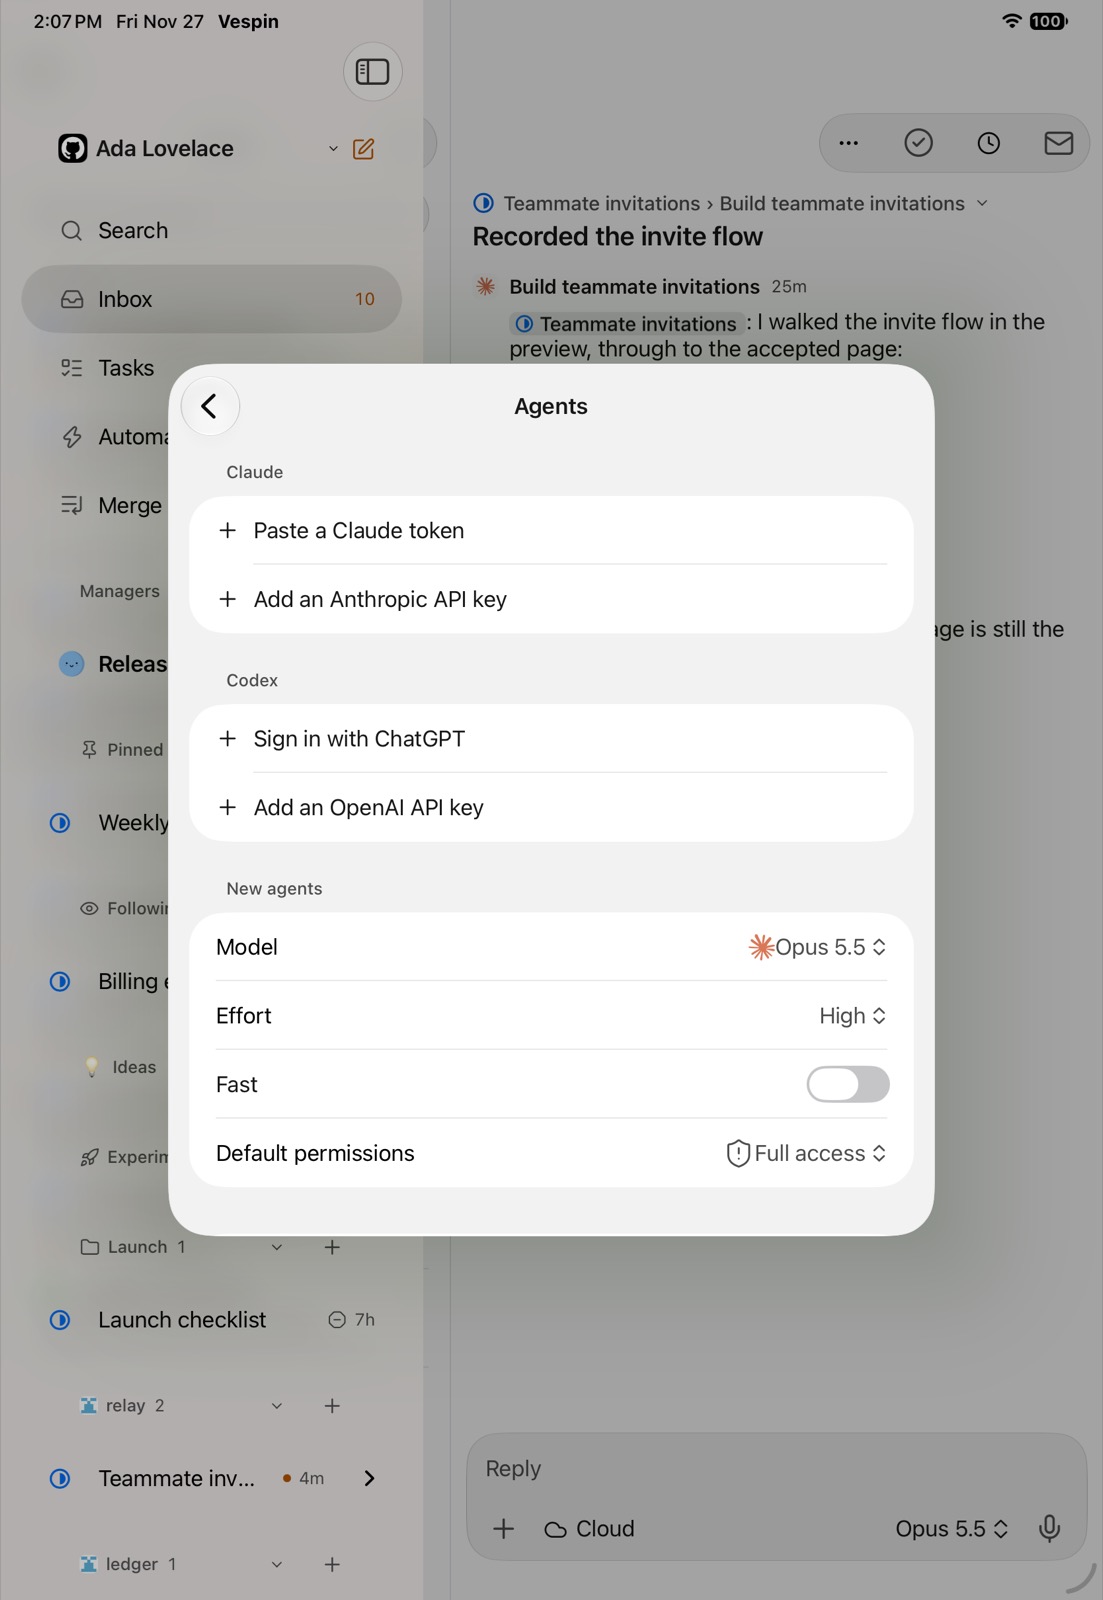 2:07 PM Fri Nov 27 Vespin
100
Ada Lovelace
Search
Inbox 10
Tasks
Automa
Merge
Managers
Releas
Pinned
Weekly
Followin
Billing e
Ideas
Experim
Launch 1
Launch checklist 7h
relay 2
Teammate inv... 4m
ledger 1
Teammate invitations › Build teammate invitations
Recorded the invite flow
Build teammate invitations 25m
Teammate invitations : I walked the invite flow in the
preview, through to the accepted page:
age is still the
Agents
Claude
Paste a Claude token
Add an Anthropic API key
Codex
Sign in with ChatGPT
Add an OpenAI API key
New agents
Model Opus 5.5
Effort High
Fast
Default permissions Full access
Reply
Cloud Opus 5.5